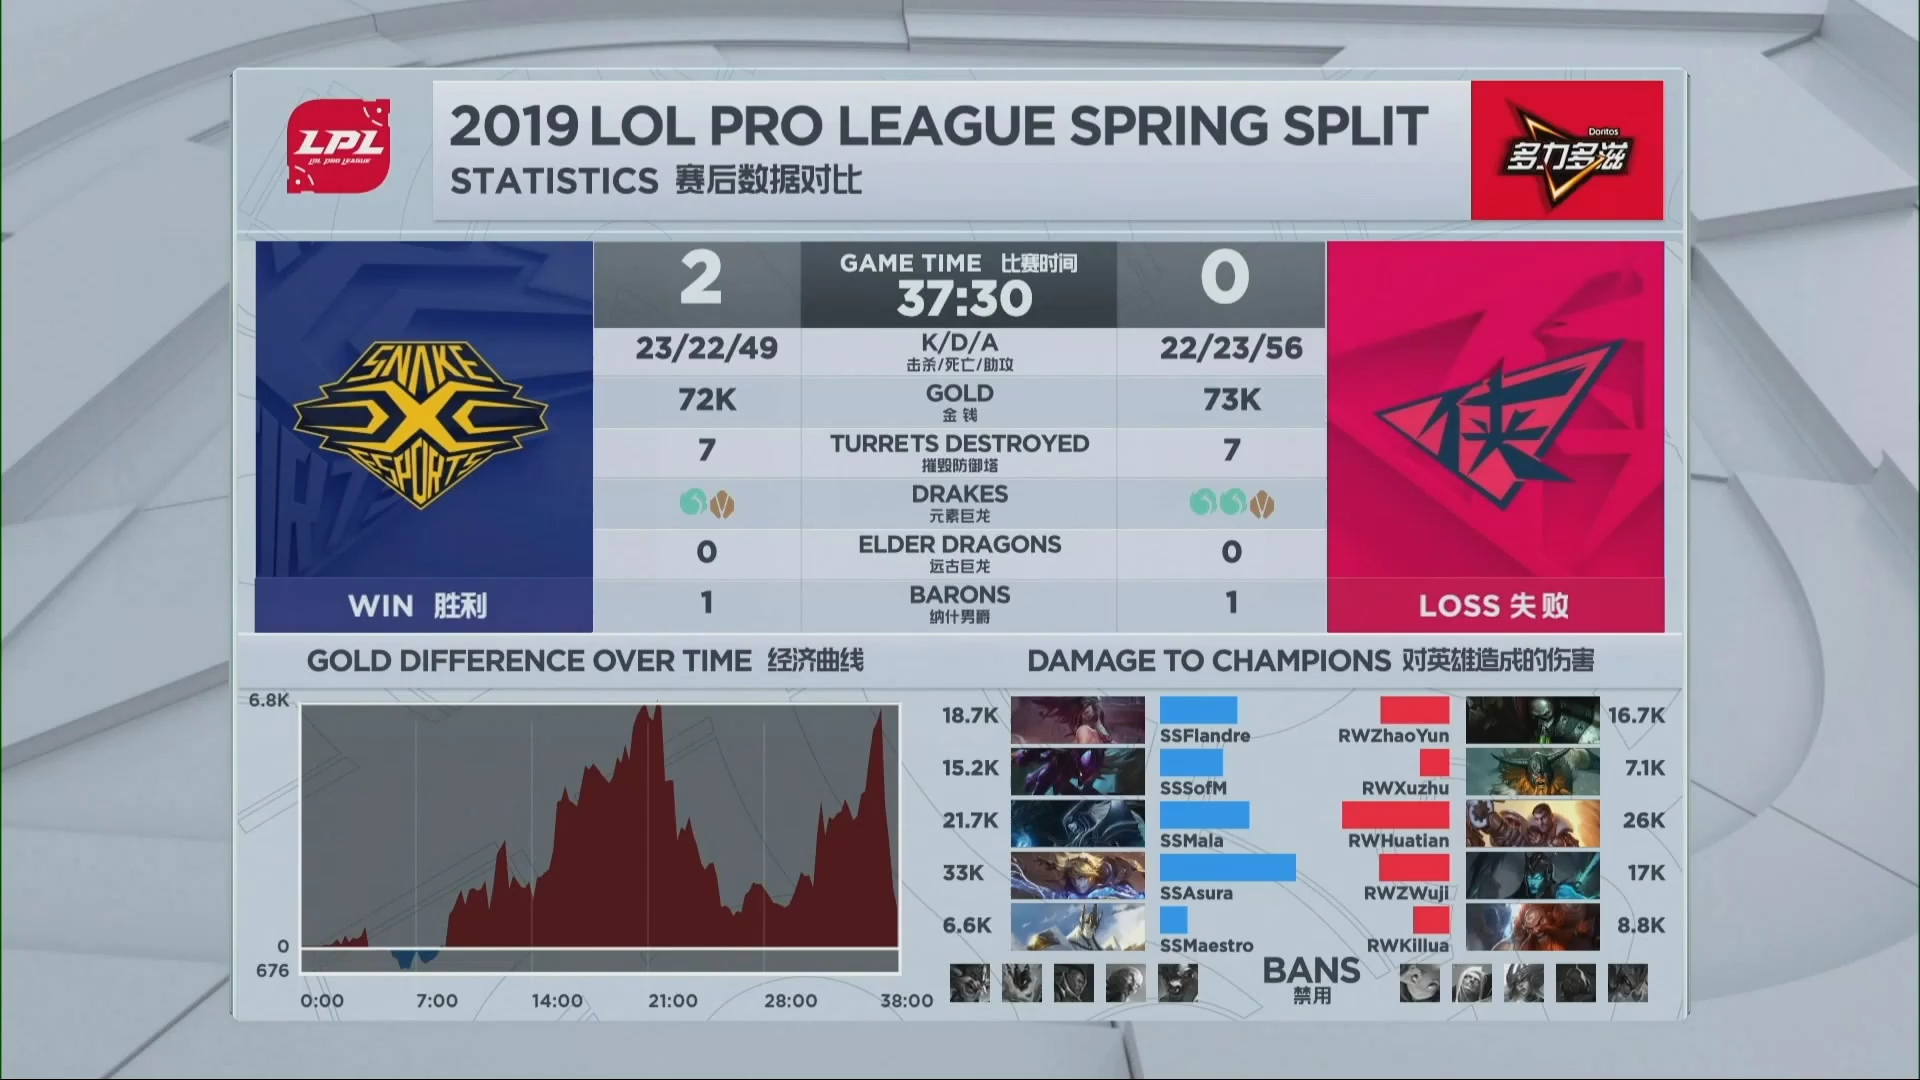 LPL
LOL PRO LEAGUE
2019 LOL PRO LEAGUE SPRING SPLIT
STATISTICS 赛后数据对比
Doritos
多力多滋
SNAKE
ESPORTS
WIN 胜利
侠
LOSS 失败
2 GAME TIME 比赛时间 0
37:30
23/22/49 K/D/A 22/23/56
击杀/死亡/助攻
72K GOLD 73K
金 钱
7 TURRETS DESTROYED 7
摧毁防御塔
DRAKES
元素巨龙
0 ELDER DRAGONS 0
远古巨龙
1 BARONS 1
纳什男爵
GOLD DIFFERENCE OVER TIME 经济曲线
6.8K
0
676
0:00 7:00 14:00 21:00 28:00 38:00
DAMAGE TO CHAMPIONS 对英雄造成的伤害
18.7K SSFlandre RWZhaoYun 16.7K
15.2K SSSofM RWXuzhu 7.1K
21.7K SSMala RWHuatian 26K
33K SSAsura RWZWuji 17K
6.6K SSMaestro RWKillua 8.8K
BANS
禁用